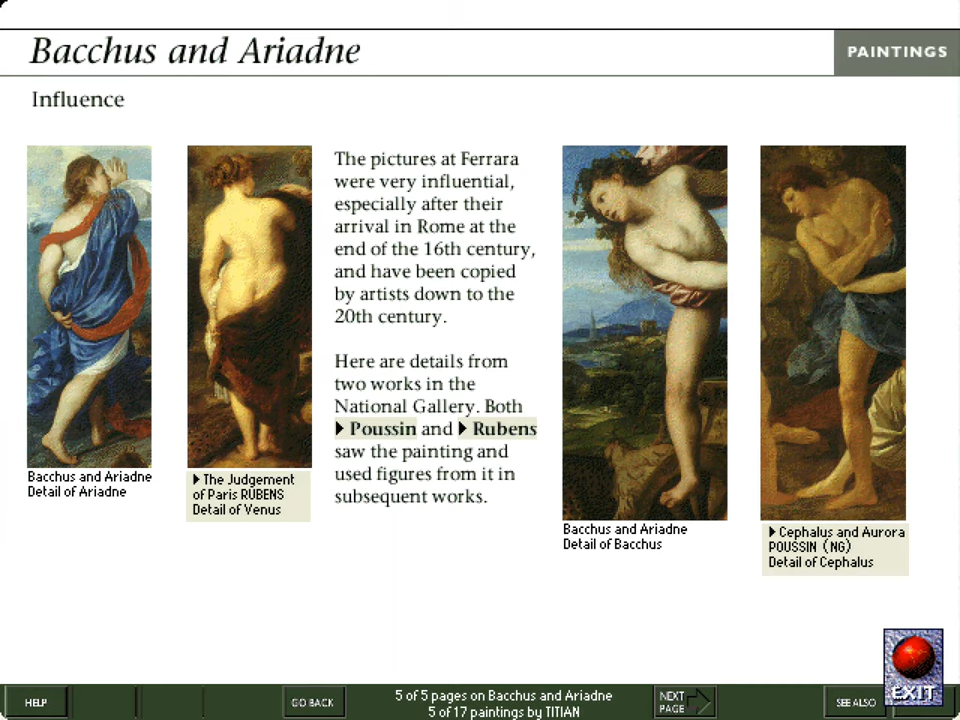 Bacchus and Ariadne
PAINTINGS
Influence
The pictures at Ferrara
were very influential,
especially after their
arrival in Rome at the
end of the 16th century,
and have been copied
by artists down to the
20th century.
Here are details from
two works in the
National Gallery. Both
Poussin and Rubens
saw the painting and
used figures from it in
subsequent works.
Bacchus and Ariadne
Detail of Ariadne
The Judgement
of Paris RUBENS
Detail of Venus
Bacchus and Ariadne
Detail of Bacchus
Cephalus and Aurora
POUSSIN (NG)
Detail of Cephalus
EXIT
HELP
GO BACK
5 of 5 pages on Bacchus and Ariadne
5 of 17 paintings by TITIAN
NEXT
PAGE
SEE ALSO